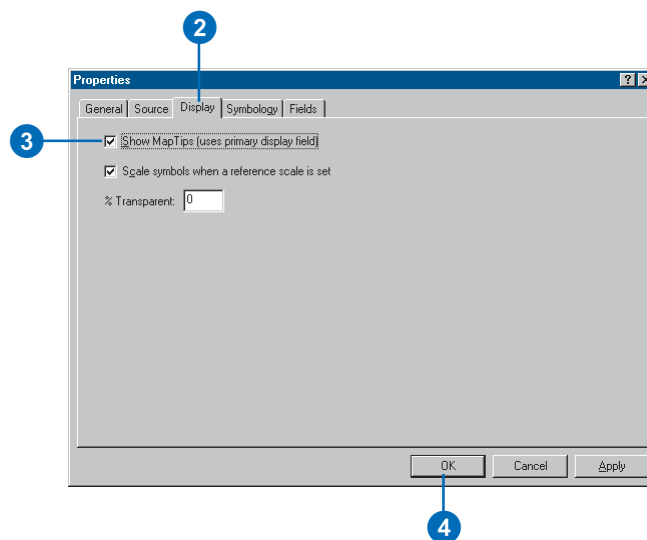 2
Properties
General Source Display Symbology Fields
3
Show MapTips (uses primary display field)
Scale symbols when a reference scale is set
% Transparent: 0
OK Cancel Apply
4